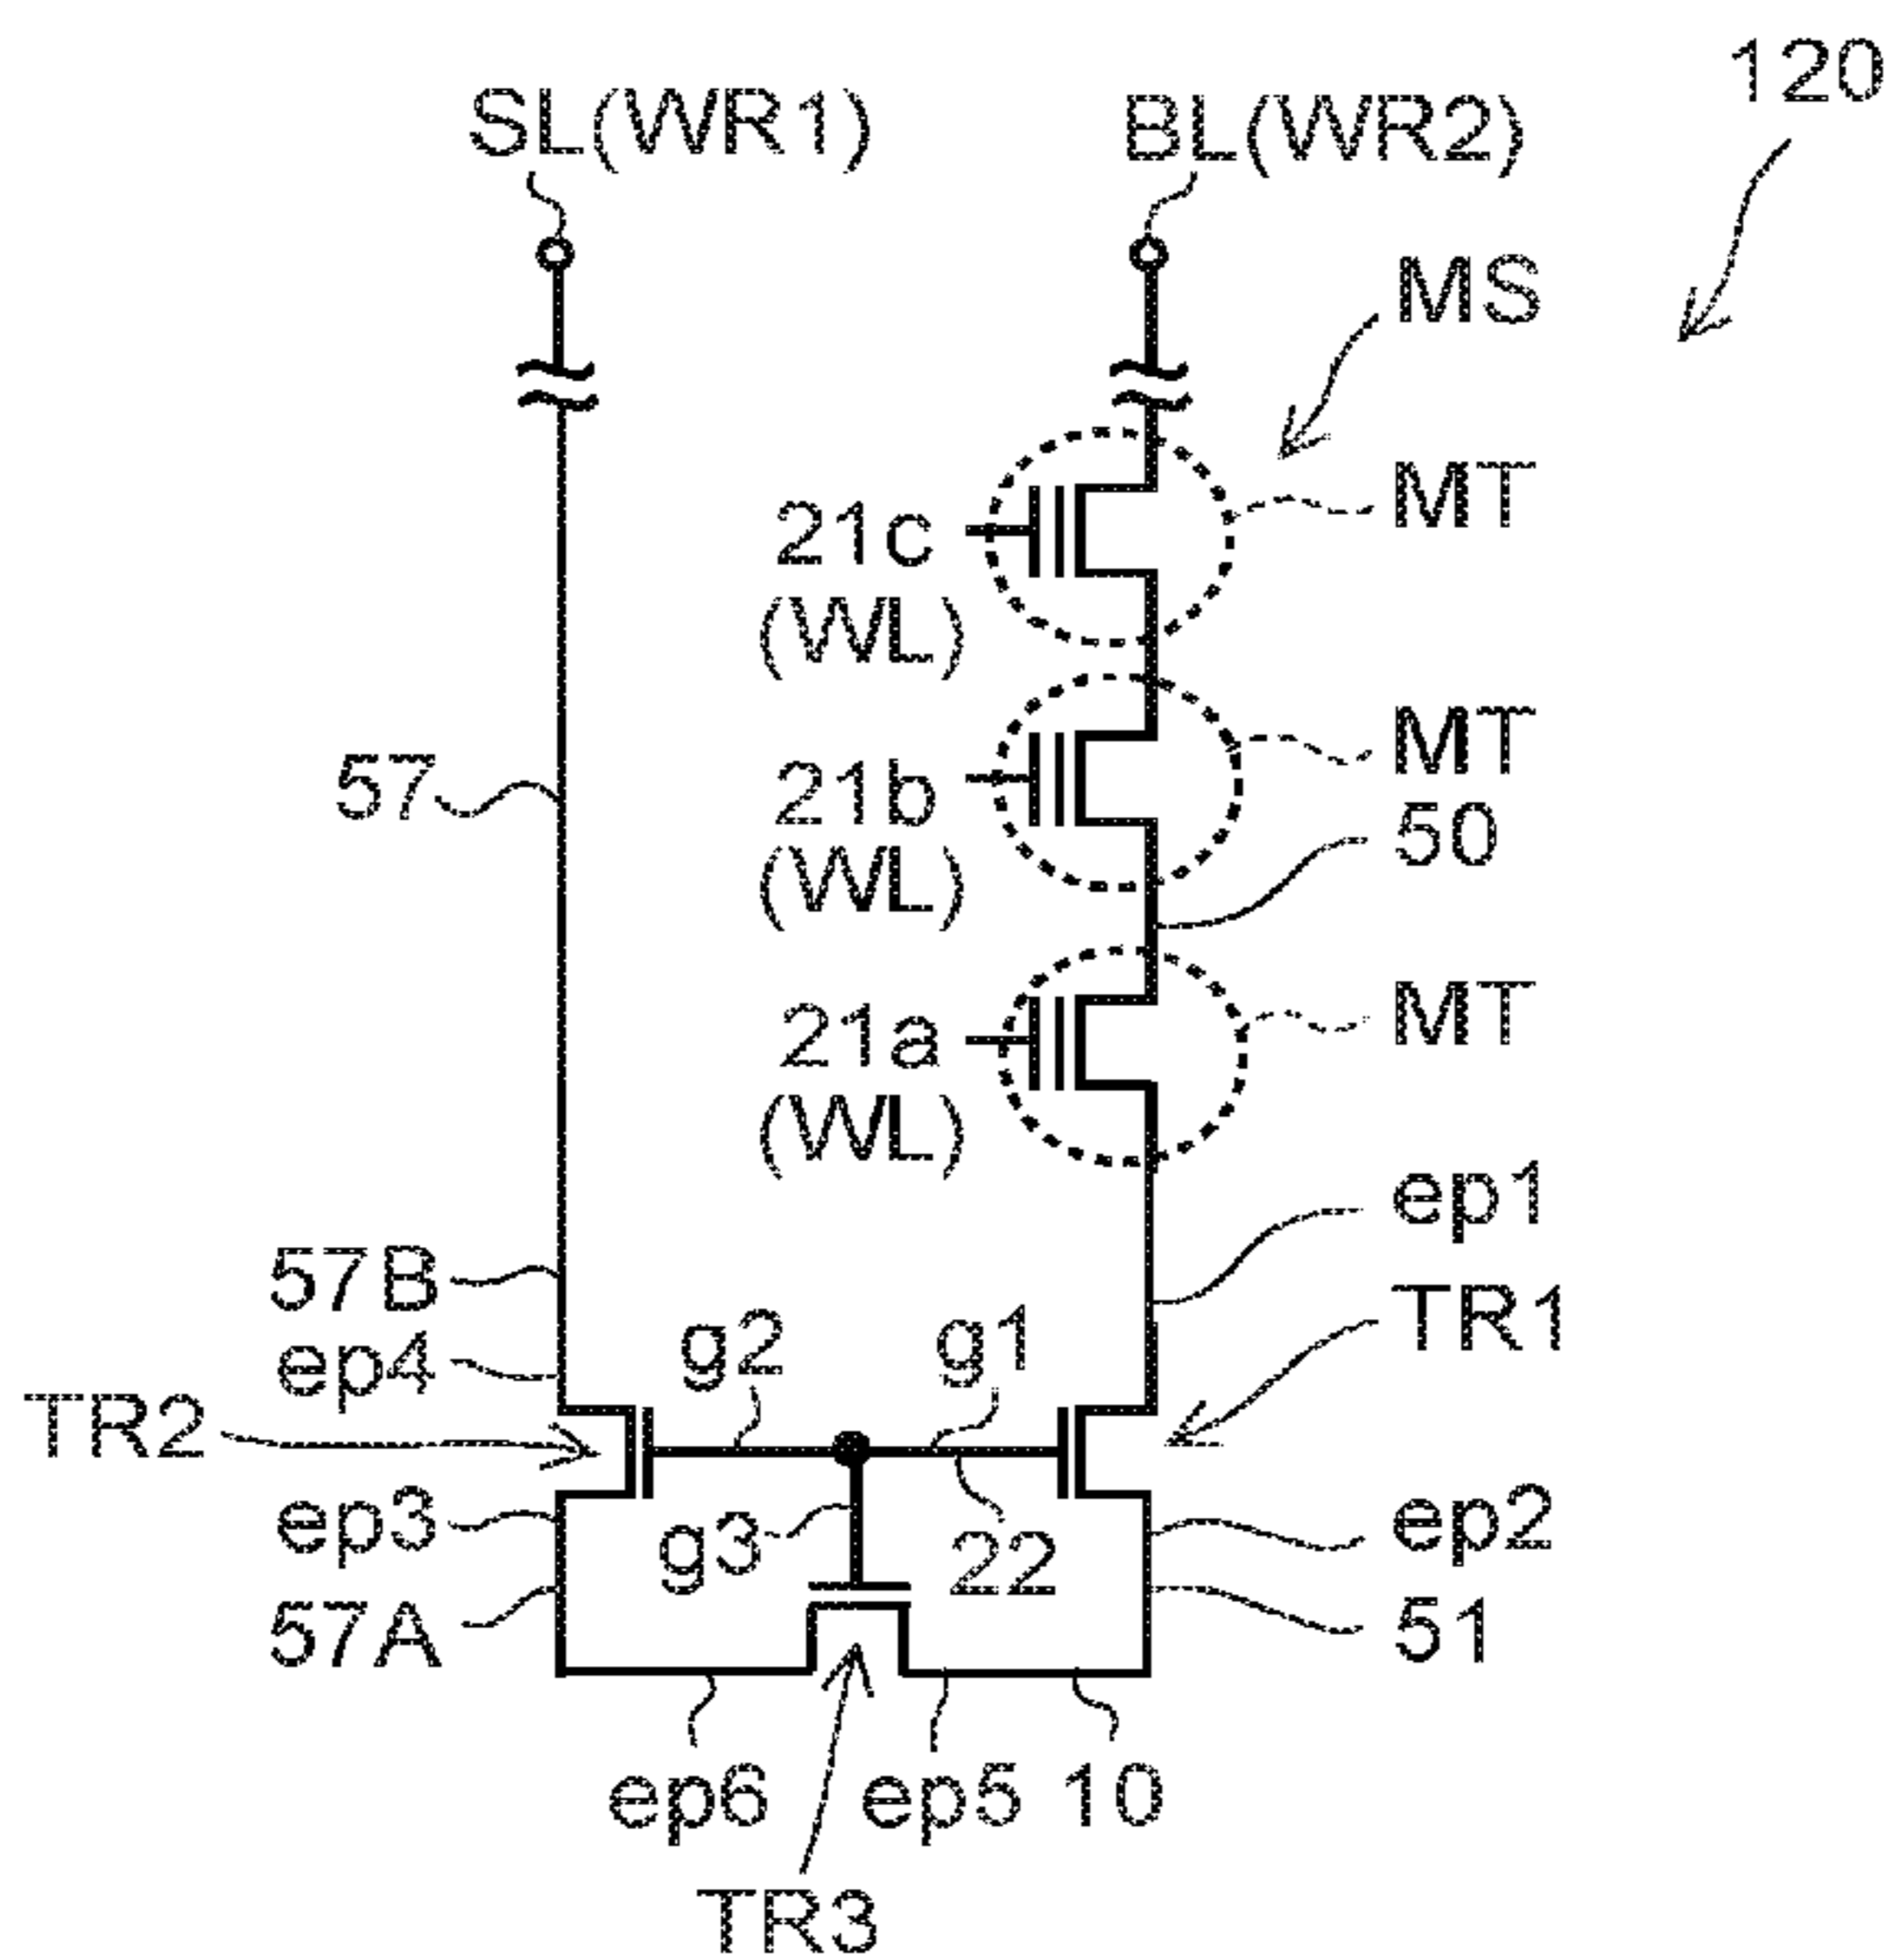 120
SL(WR1)
BL(WR2)
MS
MT
21c
(WL)
MT
57
21b
50
(WL)
21a
MT
(WL)
ep1
57B
g2
g1
TR1
ep4
TR2
ep3
g3
22
ep2
57A
51
ep6
ep5
10
TR3